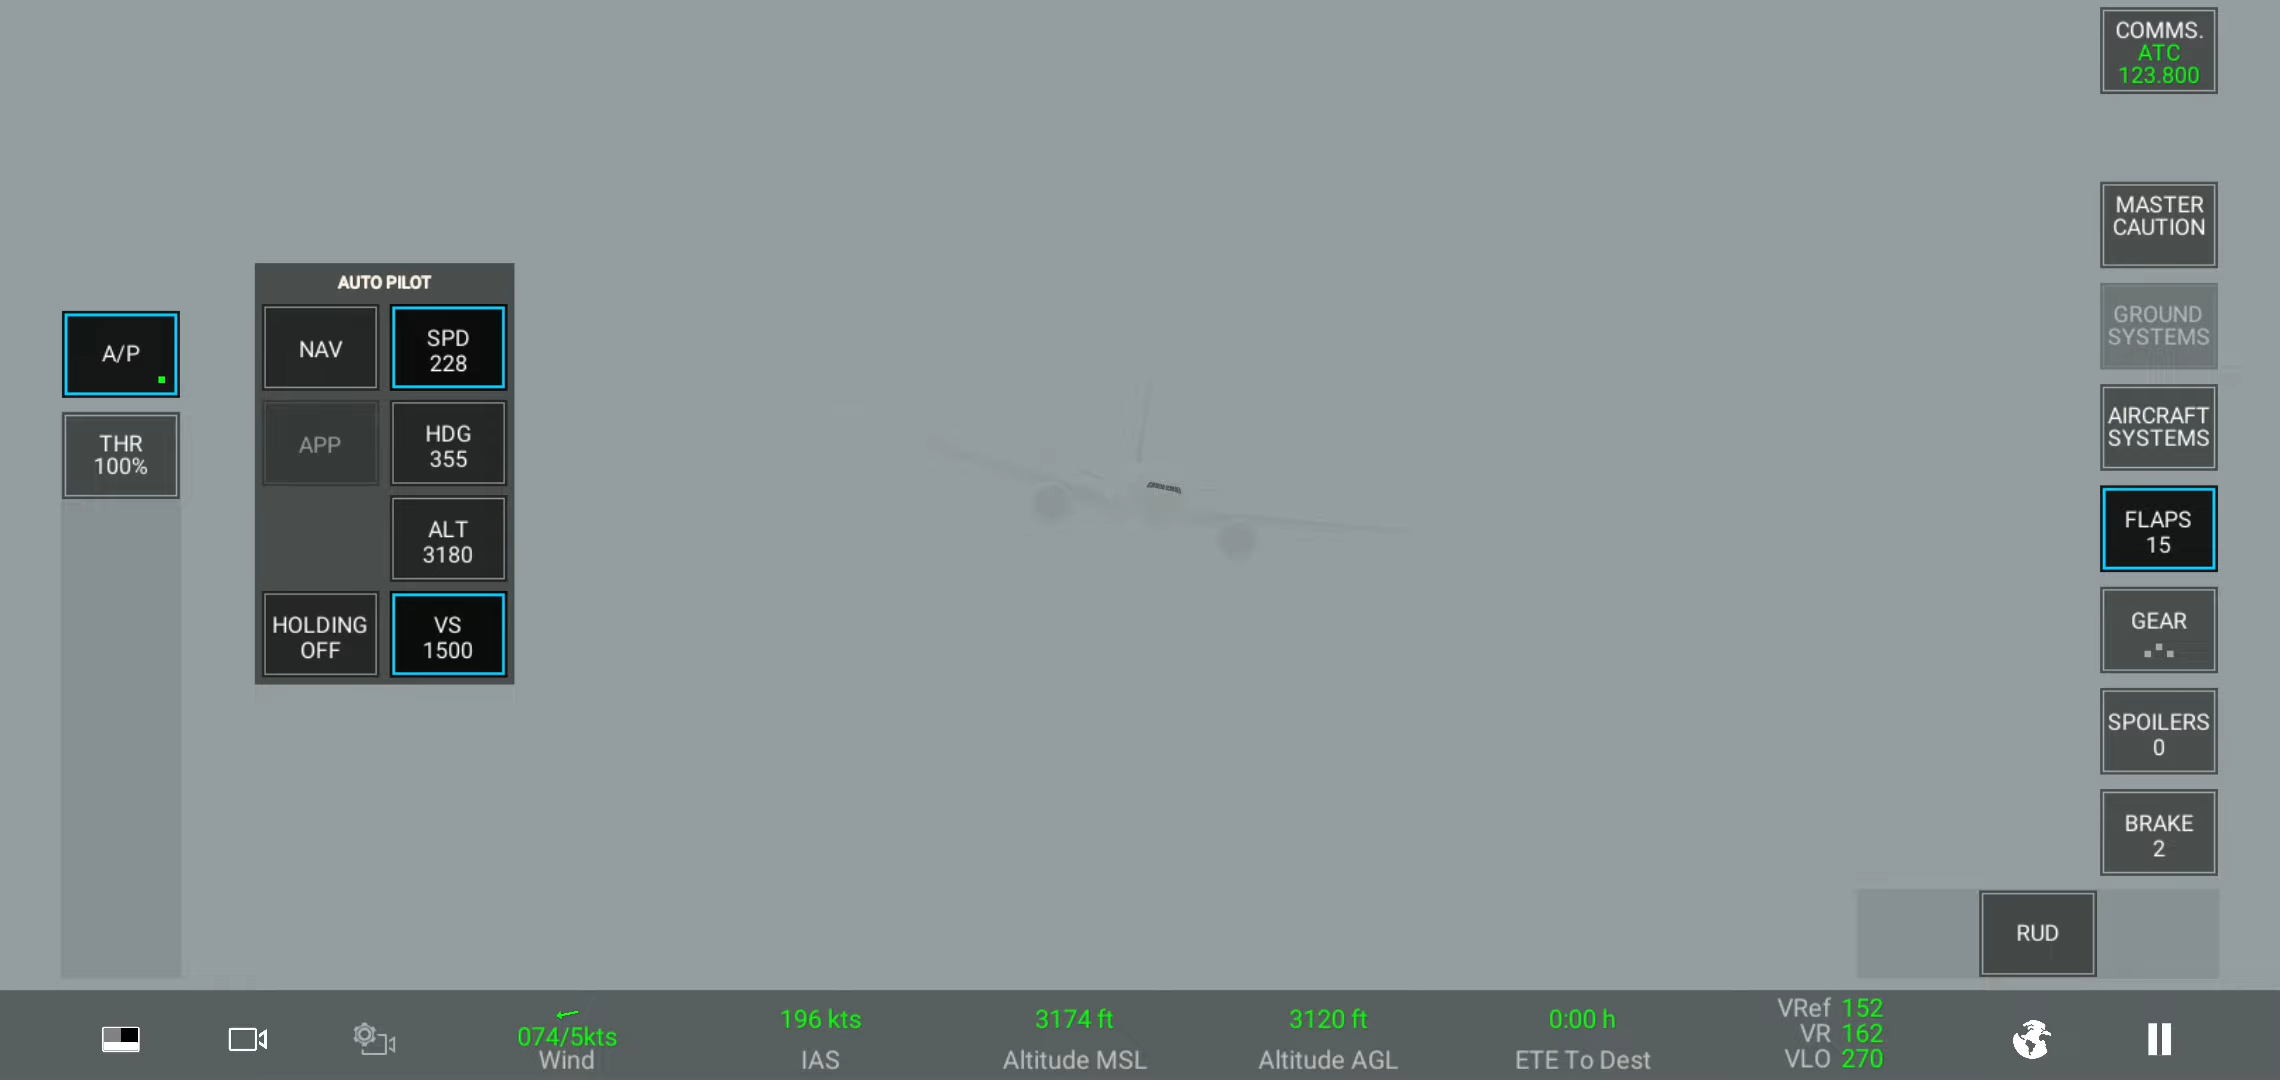 COMMS.
ATC
123.800
MASTER
CAUTION
GROUND
SYSTEMS
AIRCRAFT
SYSTEMS
FLAPS
15
GEAR
SPOILERS
0
BRAKE
2
RUD
A/P
THR
100%
AUTO PILOT
NAV
SPD
228
APP
HDG
355
ALT
3180
HOLDING
OFF
VS
1500
074/5kts
Wind
196 kts
IAS
3174 ft
Altitude MSL
3120 ft
Altitude AGL
0:00 h
ETE To Dest
VRef 152
VR 162
VLO 270